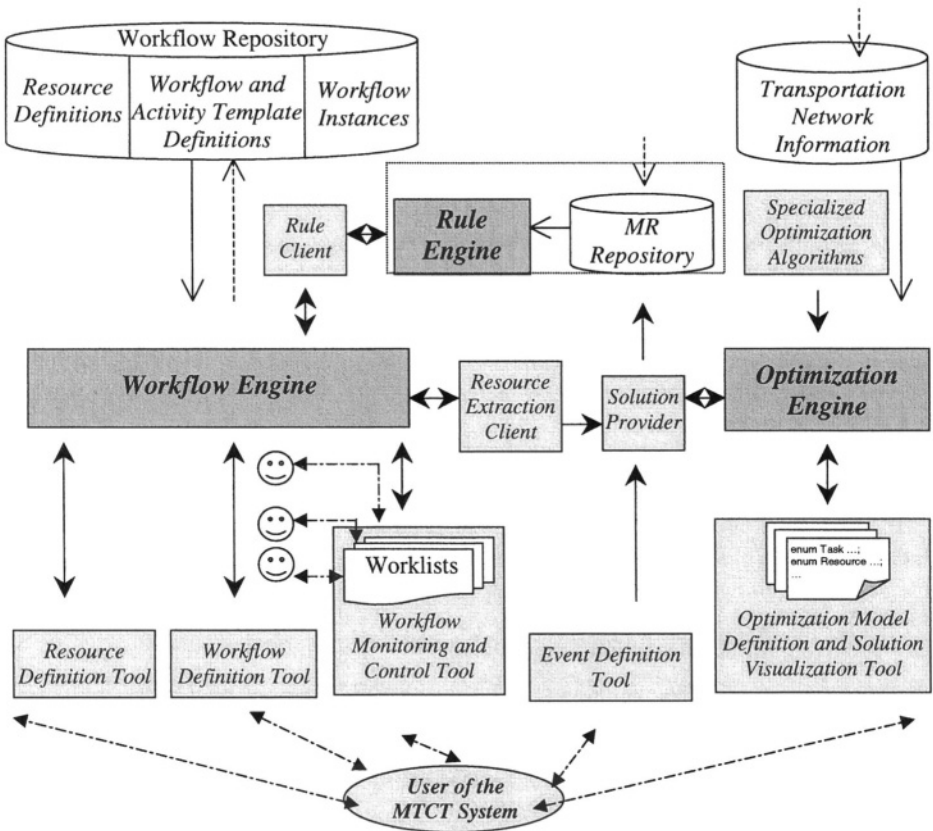 Workflow Repository
Resource
Definitions
Workflow and
Activity Template
Definitions
Workflow
Instances
Transportation
Network
Information
Rule
Client
Rule
Engine
MR
Repository
Specialized
Optimization
Algorithms
Workflow Engine
Resource
Extraction
Client
Solution
Provider
Optimization
Engine
Worklists
Workflow
Monitoring and
Control Tool
enum Task ...;
enum Resource ...;
...
Optimization Model
Definition and Solution
Visualization Tool
Resource
Definition Tool
Workflow
Definition Tool
Event Definition
Tool
User of the
MTCT System